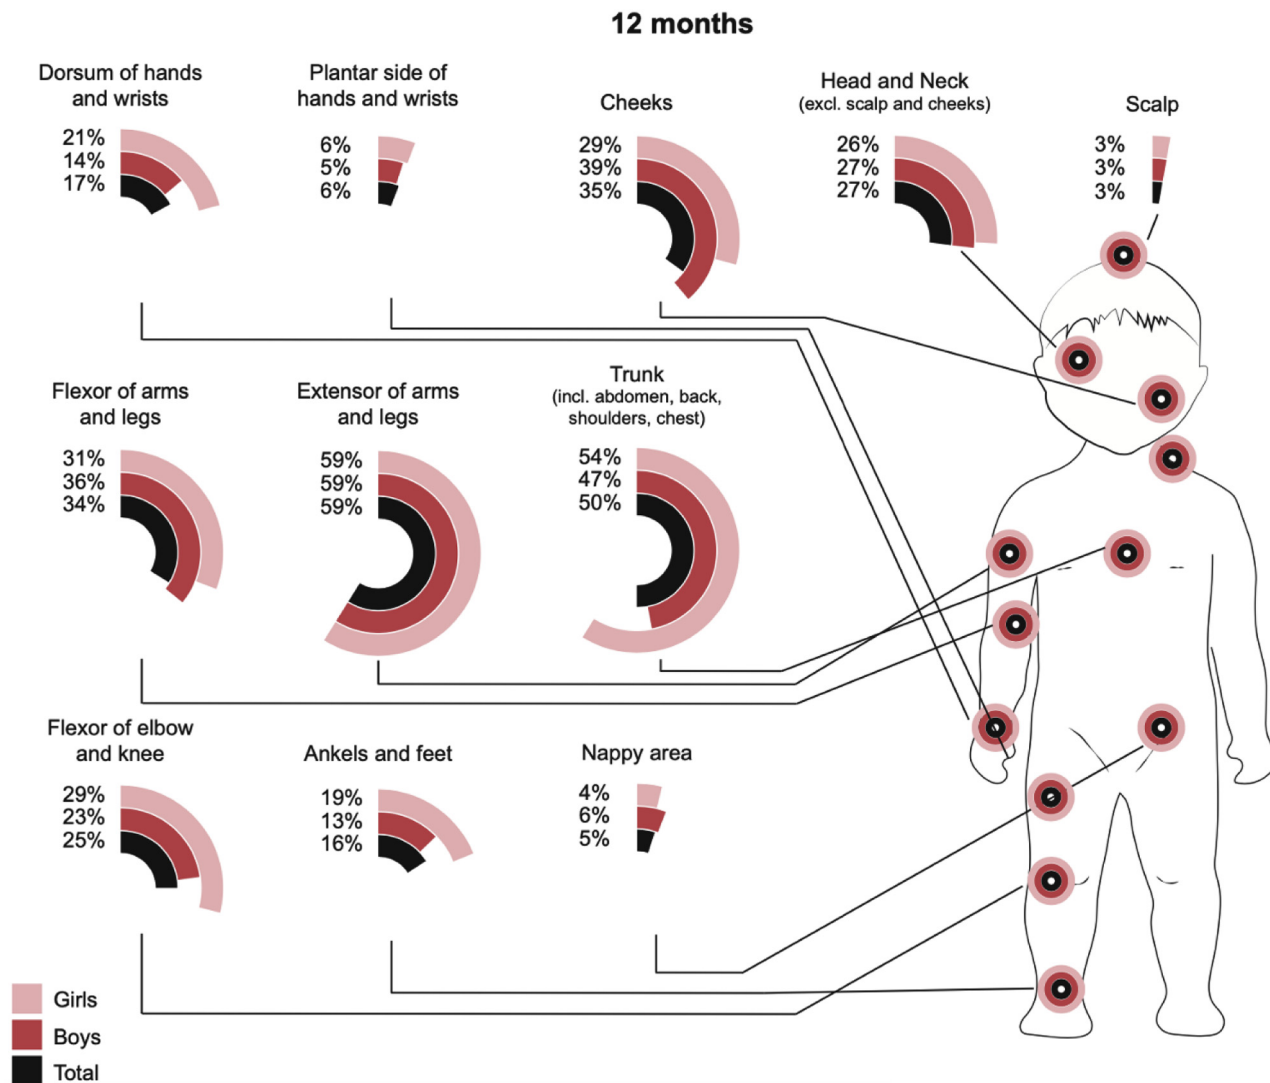 12 months
Dorsum of hands
and wrists
21%
14%
17%
Plantar side of
hands and wrists
6%
5%
6%
Cheeks
29%
39%
35%
Head and Neck
(excl. scalp and cheeks)
26%
27%
27%
Scalp
3%
3%
3%
Flexor of arms
and legs
31%
36%
34%
Extensor of arms
and legs
59%
59%
59%
Trunk
(incl. abdomen, back,
shoulders, chest)
54%
47%
50%
Flexor of elbow
and knee
29%
23%
25%
Ankels and feet
19%
13%
16%
Nappy area
4%
6%
5%
Girls
Boys
Total